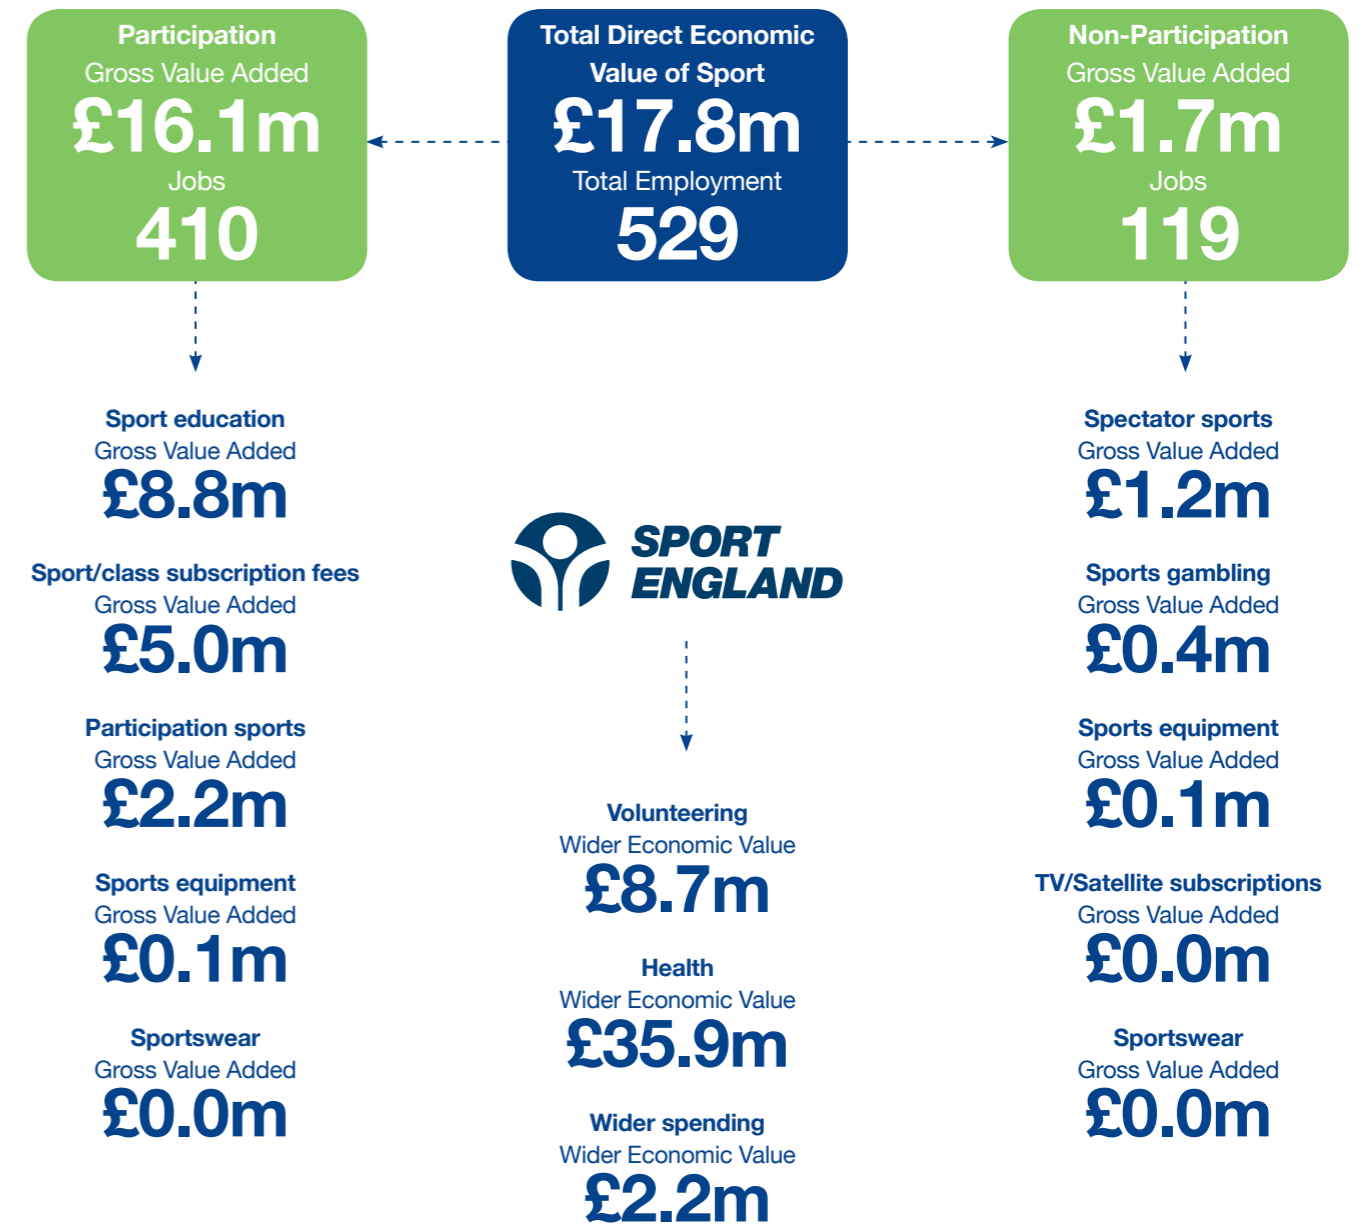 Participation
Gross Value Added
£16.1m
Jobs
410
Total Direct Economic
Value of Sport
£17.8m
Total Employment
529
Non-Participation
Gross Value Added
£1.7m
Jobs
119
Sport education
Gross Value Added
£8.8m
Sport/class subscription fees
Gross Value Added
£5.0m
Participation sports
Gross Value Added
£2.2m
Sports equipment
Gross Value Added
£0.1m
Sportswear
Gross Value Added
£0.0m
SPORT
ENGLAND
Volunteering
Wider Economic Value
£8.7m
Health
Wider Economic Value
£35.9m
Wider spending
Wider Economic Value
£2.2m
Spectator sports
Gross Value Added
£1.2m
Sports gambling
Gross Value Added
£0.4m
Sports equipment
Gross Value Added
£0.1m
TV/Satellite subscriptions
Gross Value Added
£0.0m
Sportswear
Gross Value Added
£0.0m